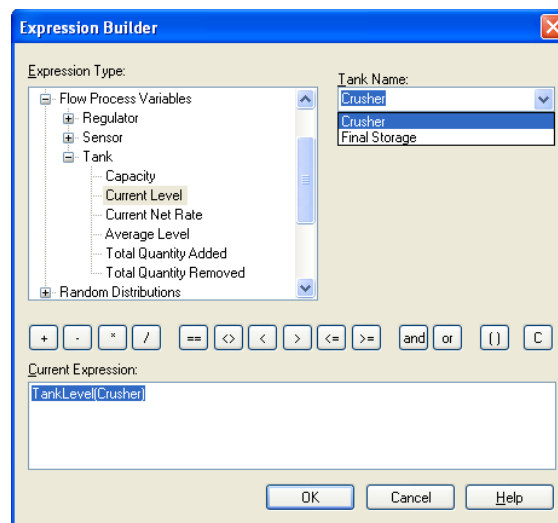 Expression Builder
Expression Type:
Tank Name:
Flow Process Variables
Regulator
Sensor
Tank
Capacity
Current Level
Current Net Rate
Average Level
Total Quantity Added
Total Quantity Removed
Random Distributions
Crusher
Crusher
Final Storage
+ - * / == <> < > <= >= and or ( ) C
Current Expression:
TankLevel(Crusher)
OK Cancel Help